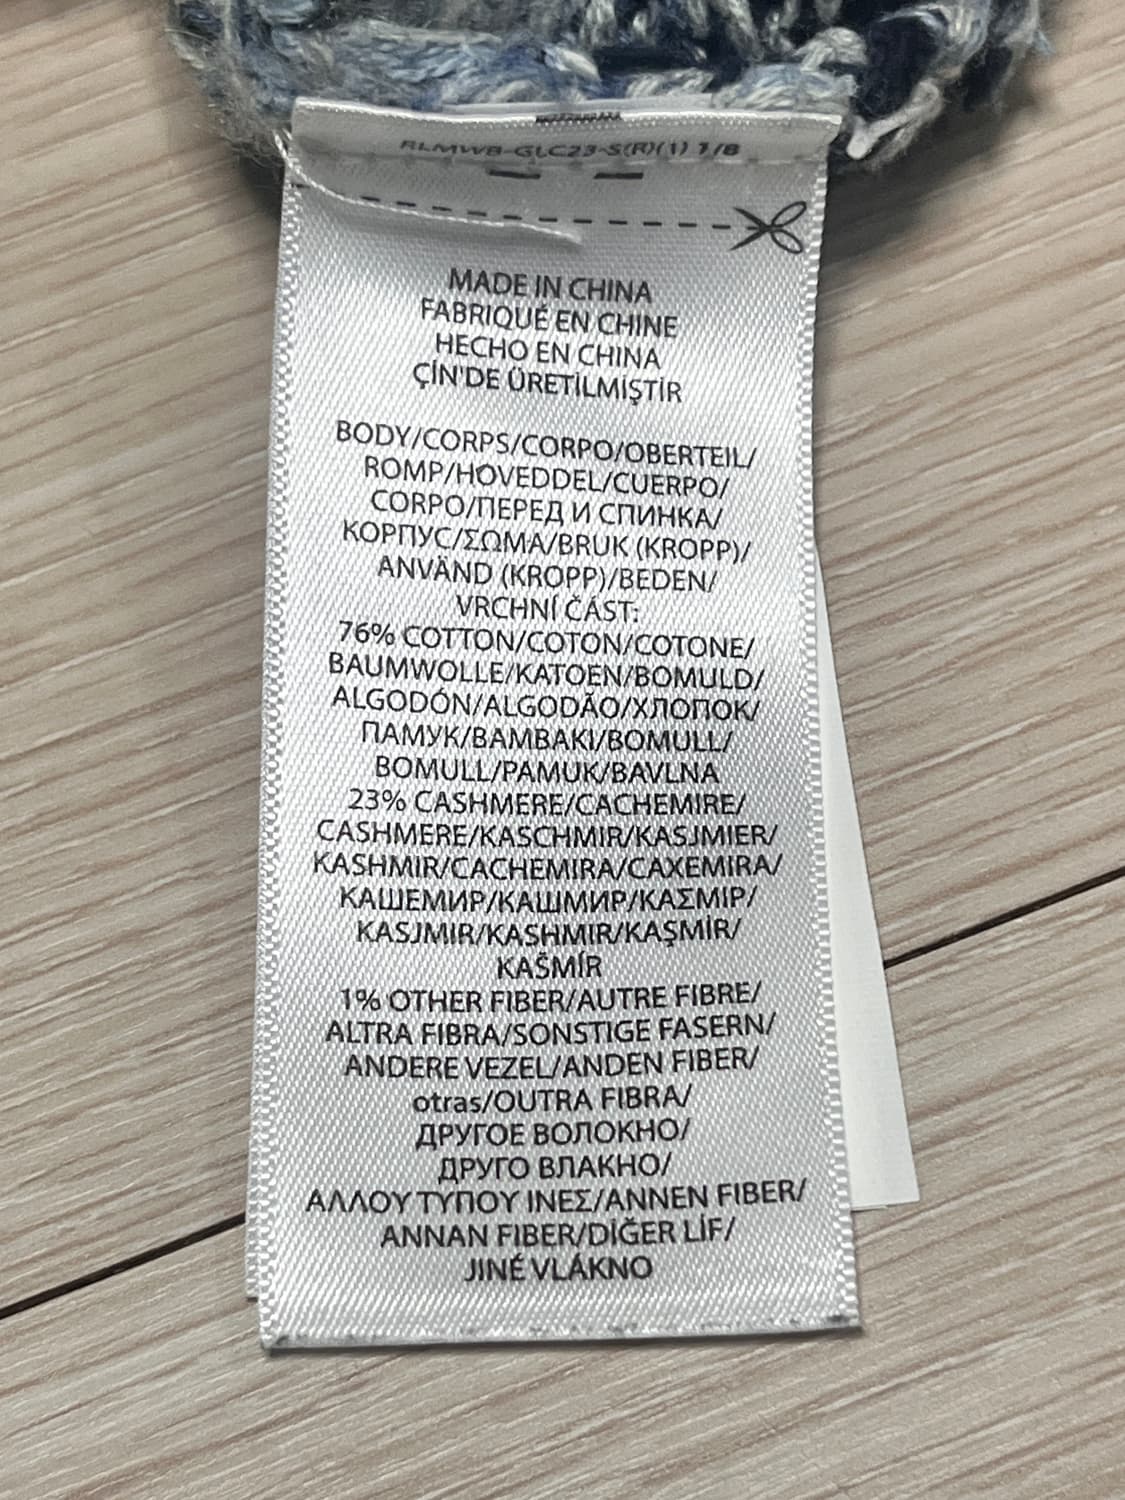 RLMWB-GLC23-S(R)(1) 1/8
MADE IN CHINA
FABRIQUÉ EN CHINE
HECHO EN CHINA
ÇİN'DE ÜRETİLMİŞTİR
BODY/CORPS/CORPO/OBERTEIL/
ROMP/HOVEDDEL/CUERPO/
CORPO/ПЕРЕД И СПИНКА/
КОРПУС/ΣΩΜΑ/BRUK (KROPP)/
ANVÄND (KROPP)/BEDEN/
VRCHNÍ ČÁST:
76% COTTON/COTON/COTONE/
BAUMWOLLE/KATOEN/BOMULD/
ALGODÓN/ALGODÃO/ХЛОПОК/
ПАМУК/ΒΑΜΒΑΚΙ/BOMULL/
BOMULL/PAMUK/BAVLNA
23% CASHMERE/CACHEMIRE/
CASHMERE/KASCHMIR/KASJMIER/
KASHMIR/CACHEMIRA/CAXEMIRA/
КАШЕМИР/КАШМИР/ΚΑΣΜΙΡ/
KASJMIR/KASHMIR/KAŞMİR/
KAŠMÍR
1% OTHER FIBER/AUTRE FIBRE/
ALTRA FIBRA/SONSTIGE FASERN/
ANDERE VEZEL/ANDEN FIBER/
otras/OUTRA FIBRA/
ДРУГОЕ ВОЛОКНО/
ДРУГО ВЛАКНО/
ΑΛΛΟΥ ΤΥΠΟΥ ΙΝΕΣ/ANNEN FIBER/
ANNAN FIBER/DİĞER LİF/
JINÉ VLÁKNO